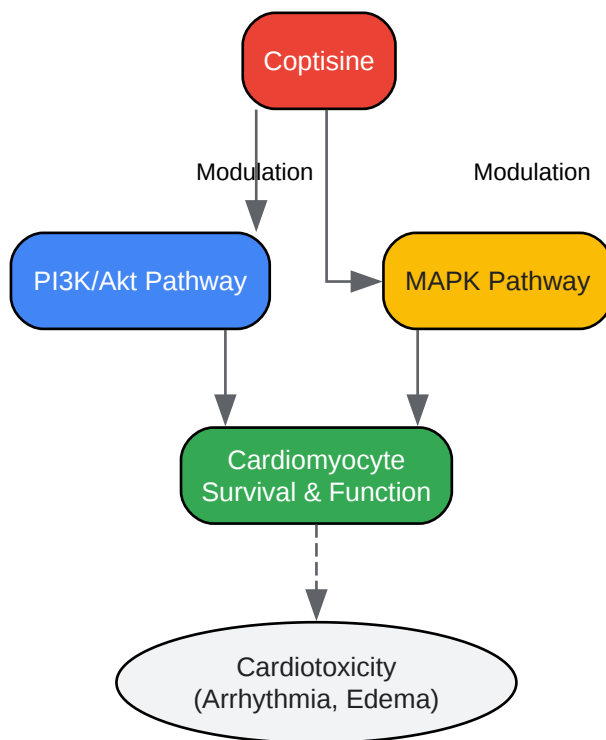 Coptisine
Modulation
Modulation
PI3K/Akt Pathway
MAPK Pathway
Cardiomyocyte
Survival & Function
Cardiotoxicity
(Arrhythmia, Edema)